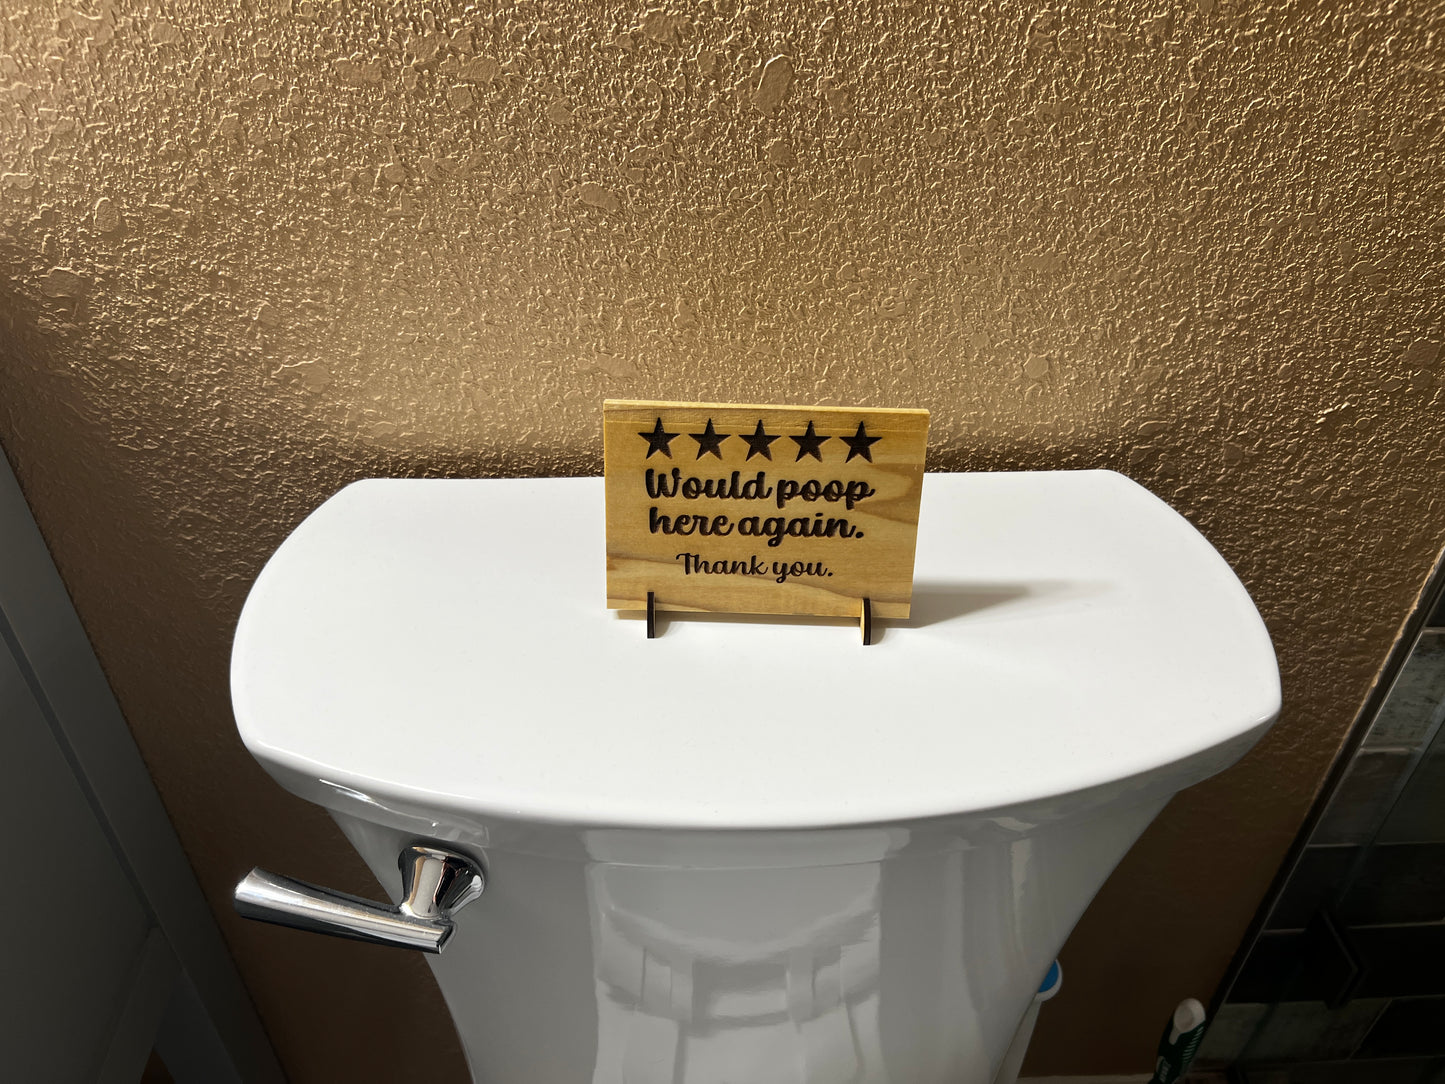 ★★★★★
Would poop
here again.
Thank you.